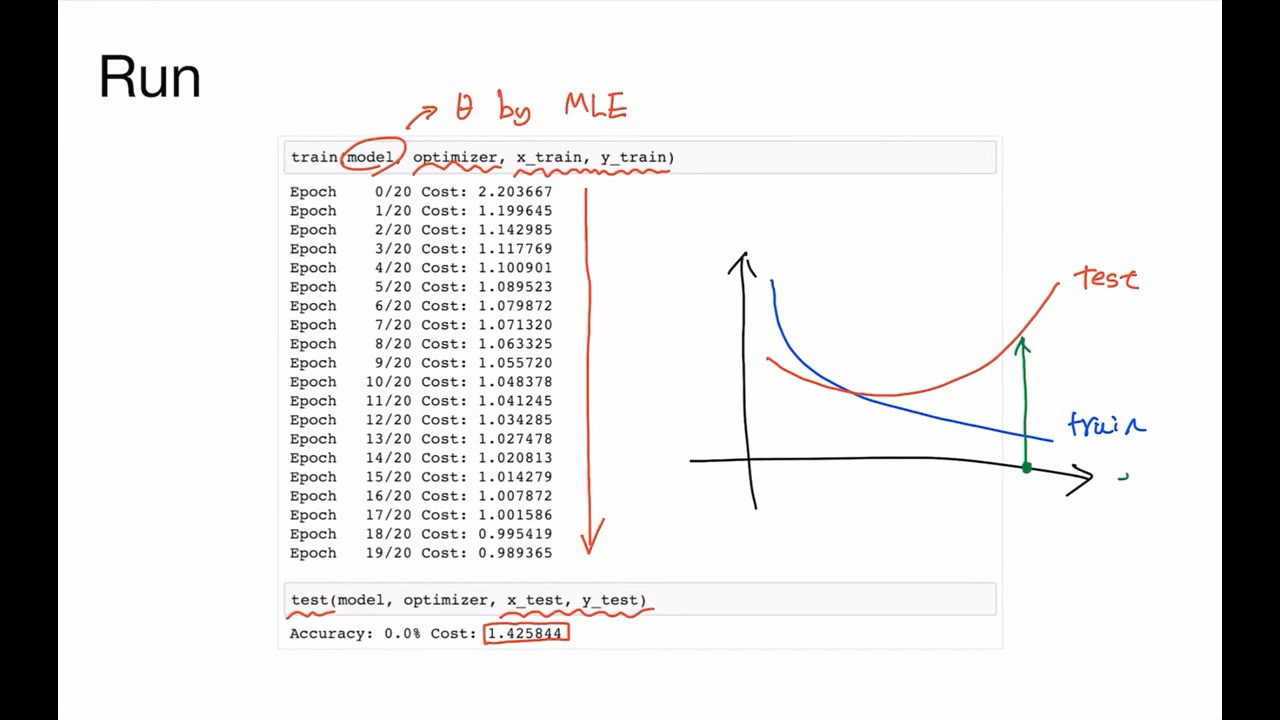 Run
θ by MLE
train(model, optimizer, x_train, y_train)
Epoch 0/20 Cost: 2.203667
Epoch 1/20 Cost: 1.199645
Epoch 2/20 Cost: 1.142985
Epoch 3/20 Cost: 1.117769
Epoch 4/20 Cost: 1.100901
Epoch 5/20 Cost: 1.089523
Epoch 6/20 Cost: 1.079872
Epoch 7/20 Cost: 1.071320
Epoch 8/20 Cost: 1.063325
Epoch 9/20 Cost: 1.055720
Epoch 10/20 Cost: 1.048378
Epoch 11/20 Cost: 1.041245
Epoch 12/20 Cost: 1.034285
Epoch 13/20 Cost: 1.027478
Epoch 14/20 Cost: 1.020813
Epoch 15/20 Cost: 1.014279
Epoch 16/20 Cost: 1.007872
Epoch 17/20 Cost: 1.001586
Epoch 18/20 Cost: 0.995419
Epoch 19/20 Cost: 0.989365
test
train
test(model, optimizer, x_test, y_test)
Accuracy: 0.0% Cost: 1.425844